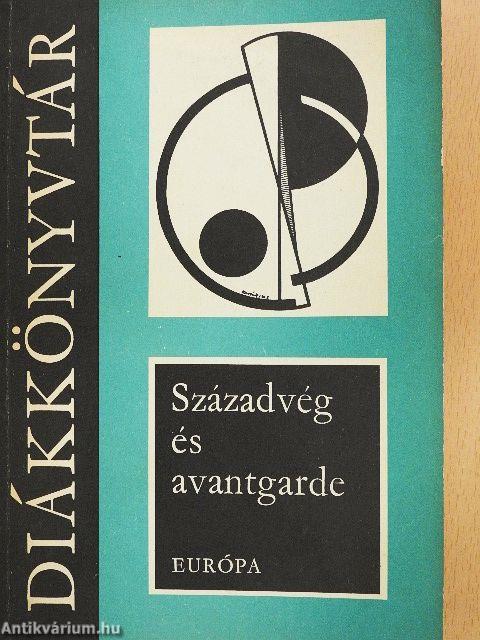 DIÁKKÖNYVTÁR
Századvég
és
avantgarde
EURÓPA
Antikvárium.hu